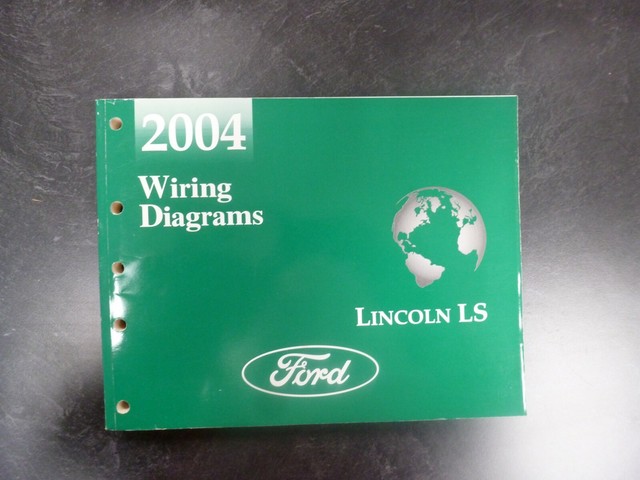 2004
Wiring
Diagrams
LINCOLN LS
Ford